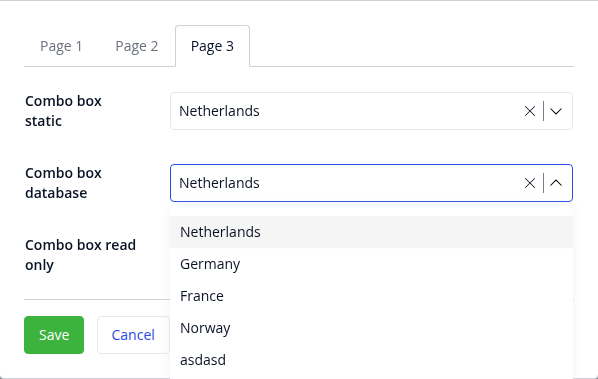 Page 1 Page 2 Page 3
Combo box
static
Netherlands
Combo box
database
Netherlands
Netherlands
Germany
France
Norway
asdasd
Combo box read
only
Save Cancel